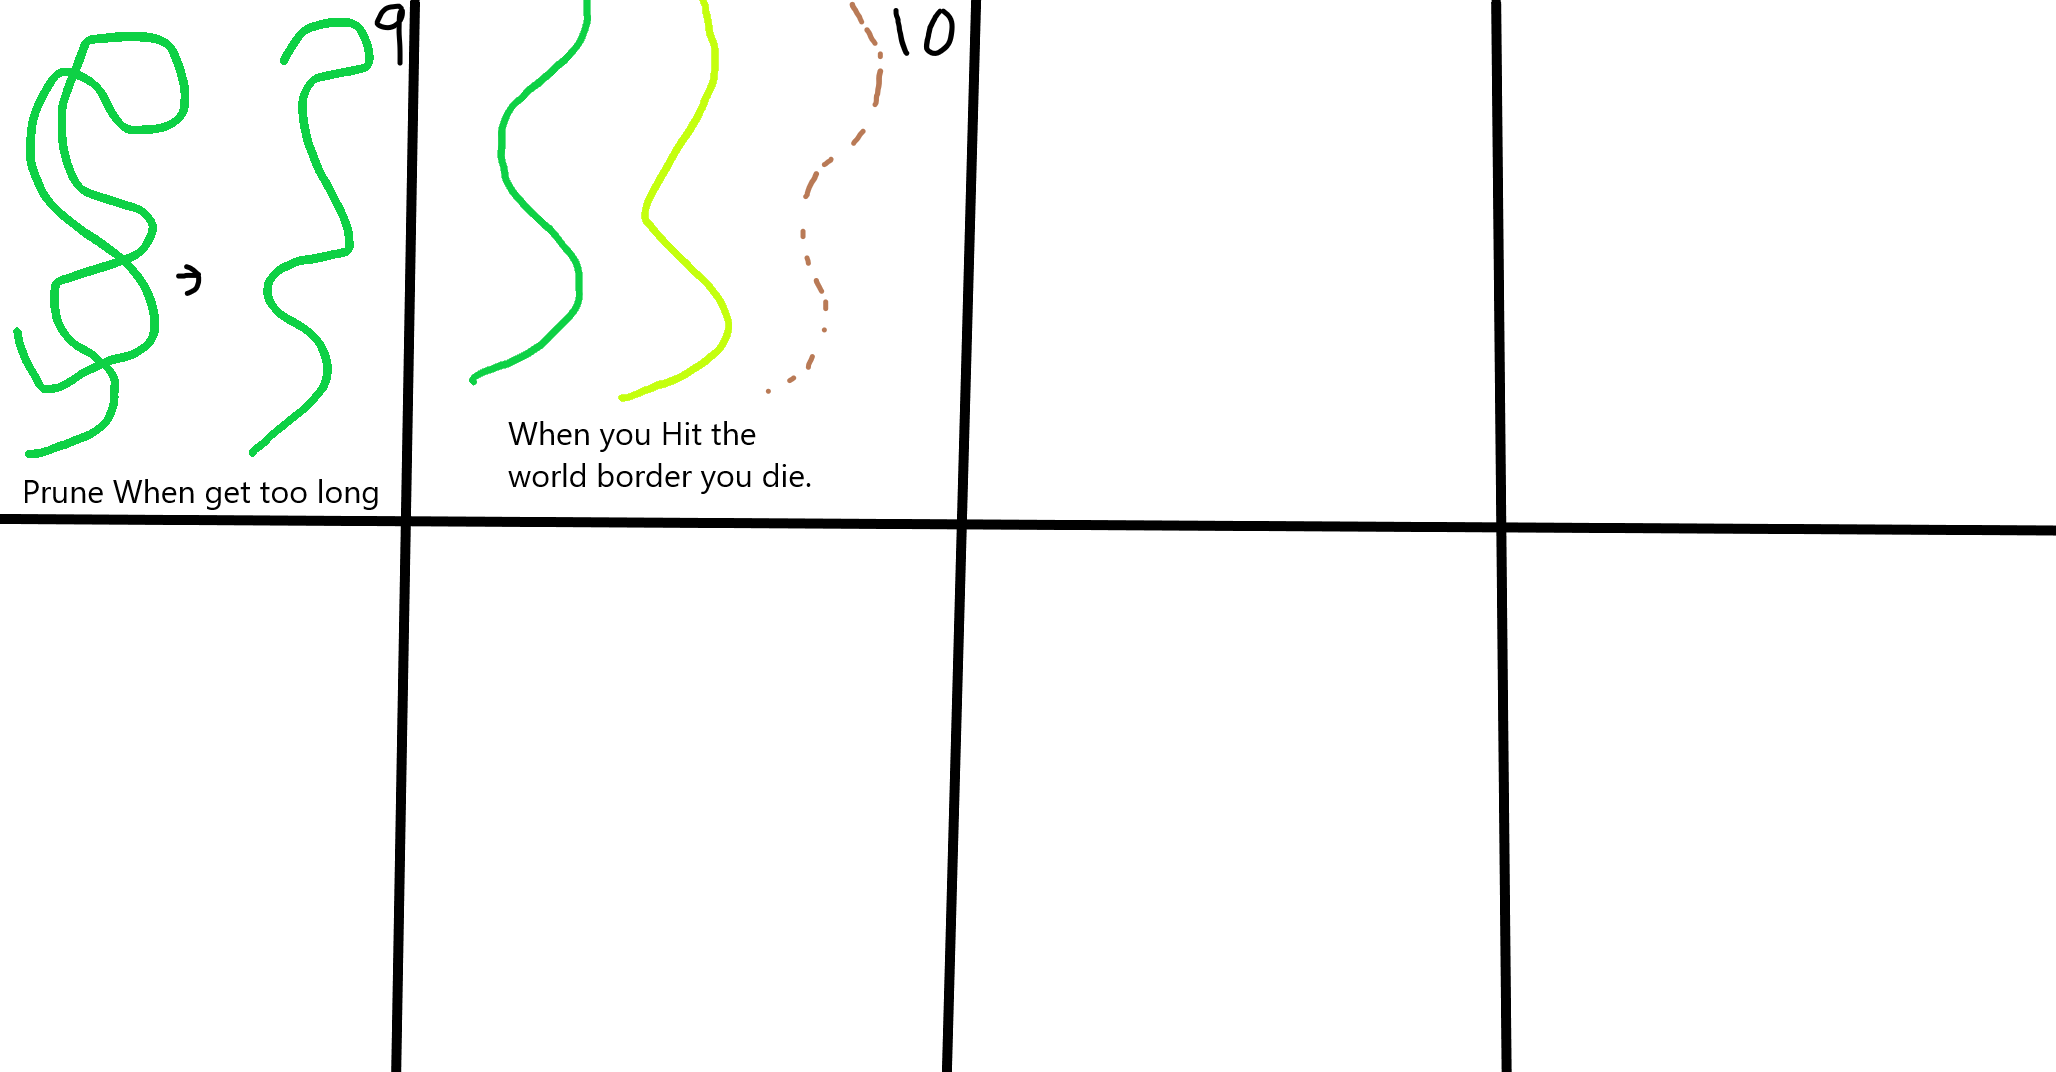 9
Prune When get too long
10
When you Hit the
world border you die.